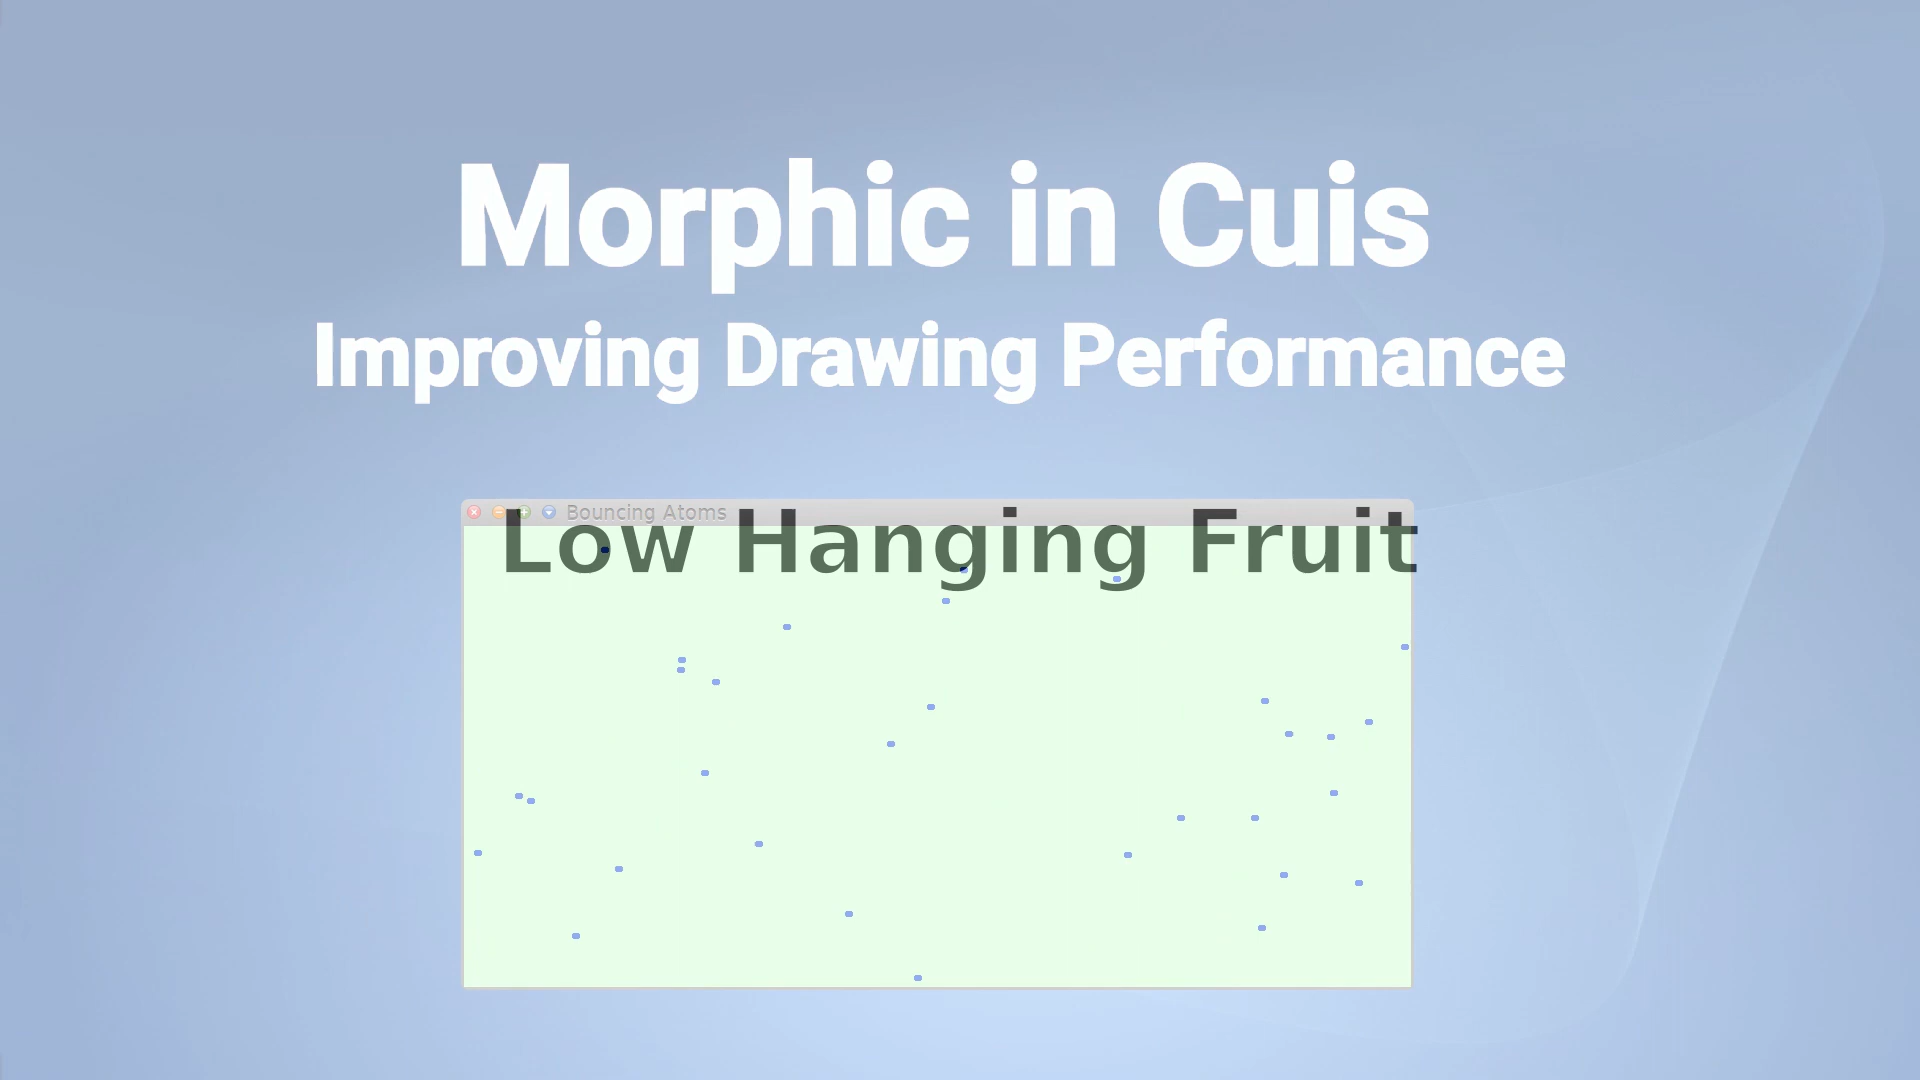 Morphic in Cuis
Improving Drawing Performance
Bouncing Atoms
Low Hanging Fruit